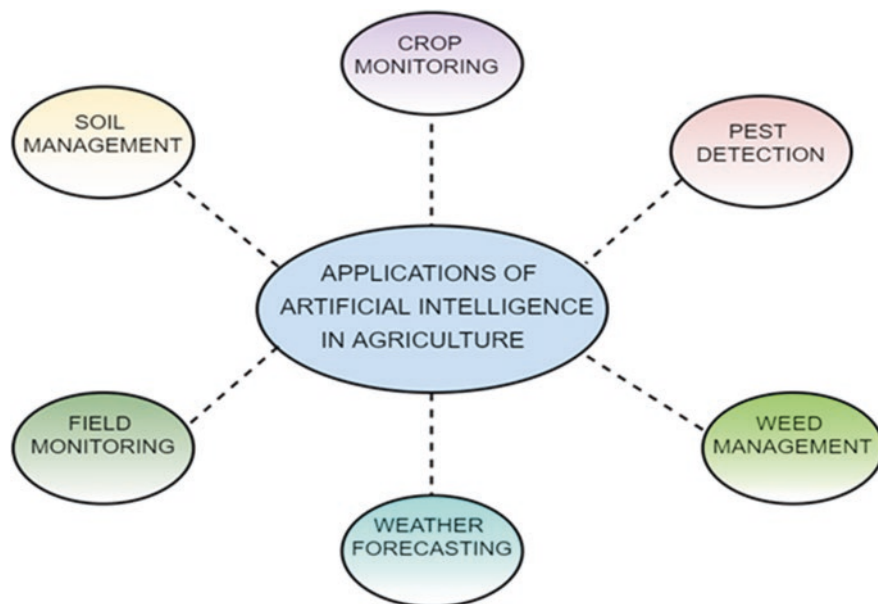 CROP
MONITORING
SOIL
MANAGEMENT
PEST
DETECTION
APPLICATIONS OF
ARTIFICIAL INTELLIGENCE
IN AGRICULTURE
FIELD
MONITORING
WEED
MANAGEMENT
WEATHER
FORECASTING